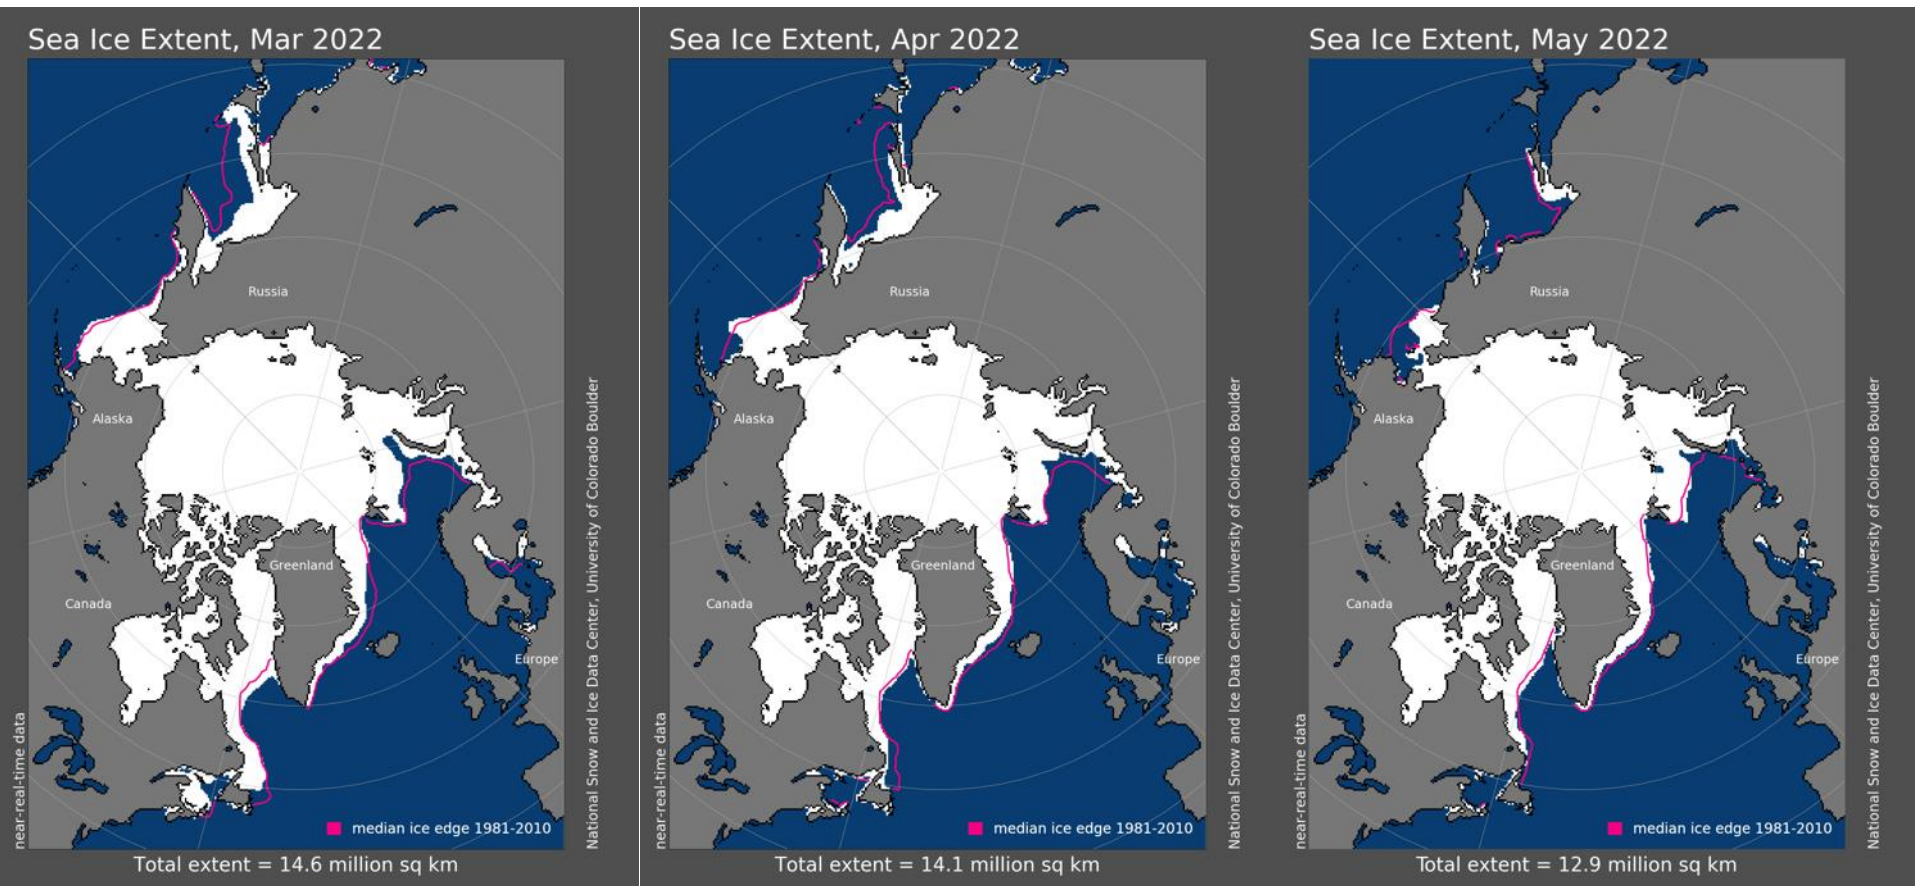 Sea Ice Extent, Mar 2022
Russia
Alaska
Greenland
Canada
Europe
near-real-time data
National Snow and Ice Data Center, University of Colorado Boulder
median ice edge 1981-2010
Total extent = 14.6 million sq km
Sea Ice Extent, Apr 2022
Russia
Alaska
Greenland
Canada
Europe
near-real-time data
National Snow and Ice Data Center, University of Colorado Boulder
median ice edge 1981-2010
Total extent = 14.1 million sq km
Sea Ice Extent, May 2022
Russia
Alaska
Greenland
Canada
Europe
near-real-time data
National Snow and Ice Data Center, University of Colorado Boulder
median ice edge 1981-2010
Total extent = 12.9 million sq km